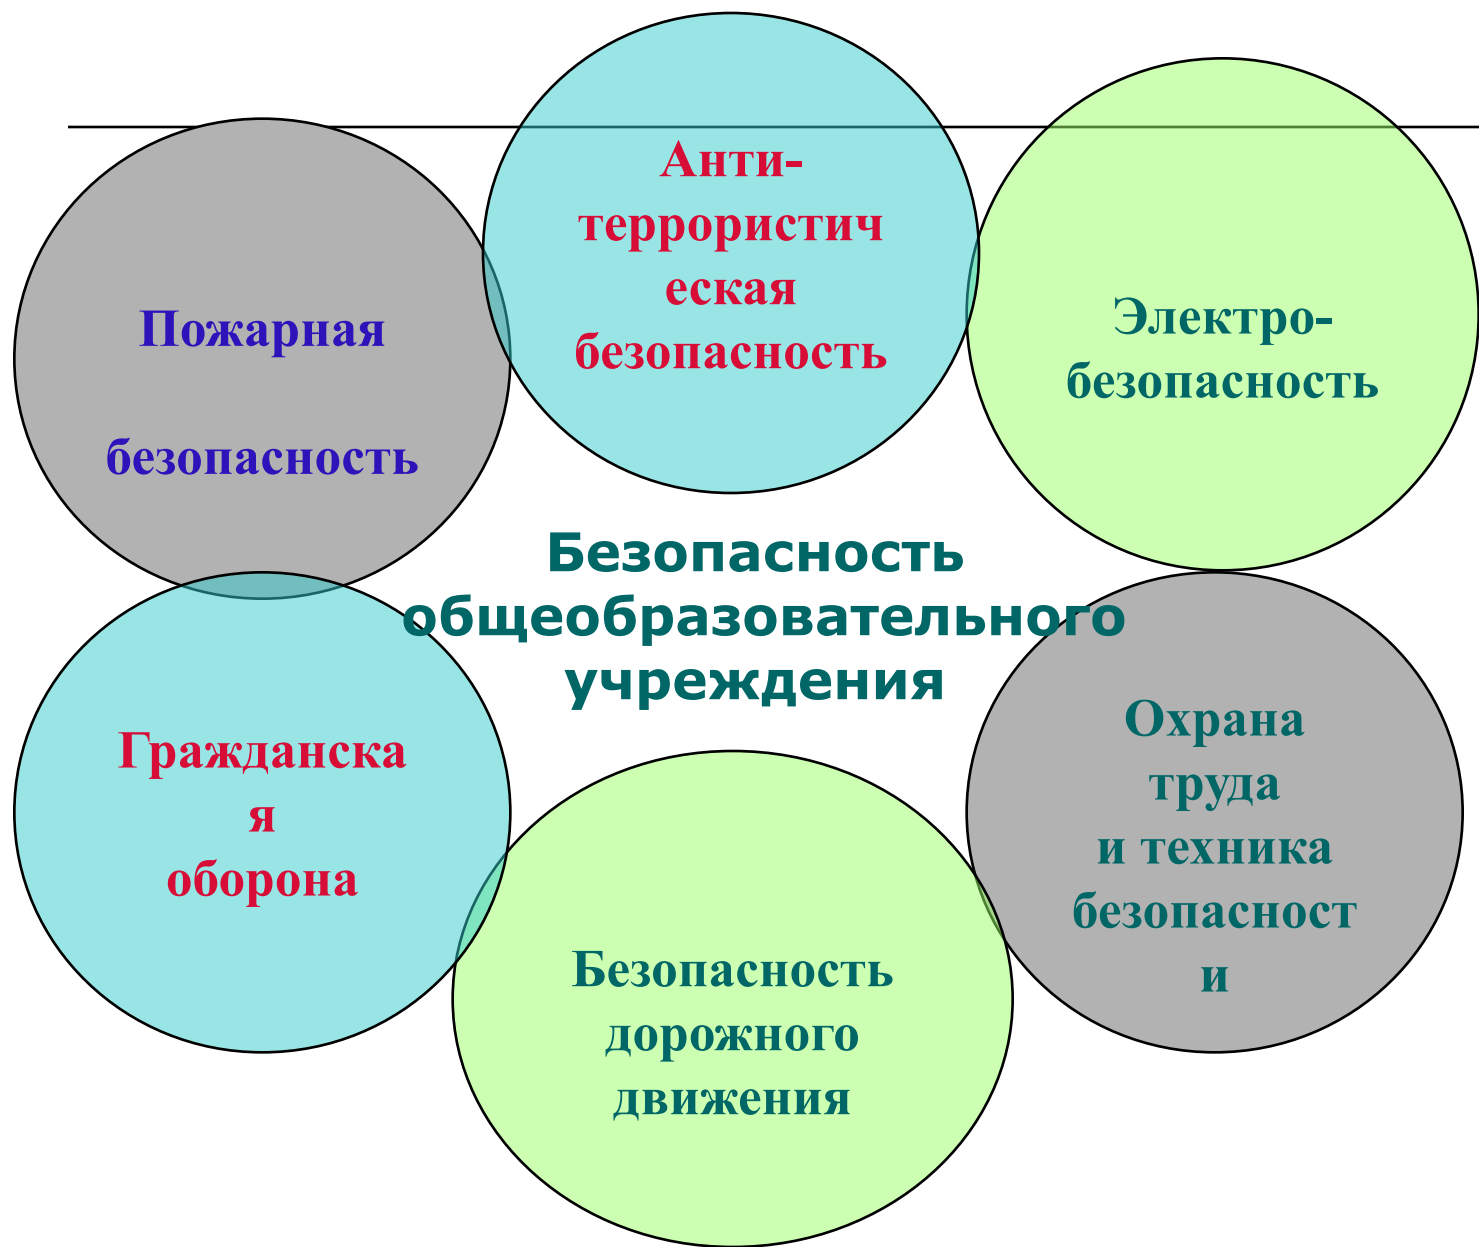 Анти-
террористич
еская
безопасность
Пожарная
безопасность
Электро-
безопасность
Безопасность
общеобразовательного
учреждения
Гражданска
я
оборона
Охрана
труда
и техника
безопасност
и
Безопасность
дорожного
движения